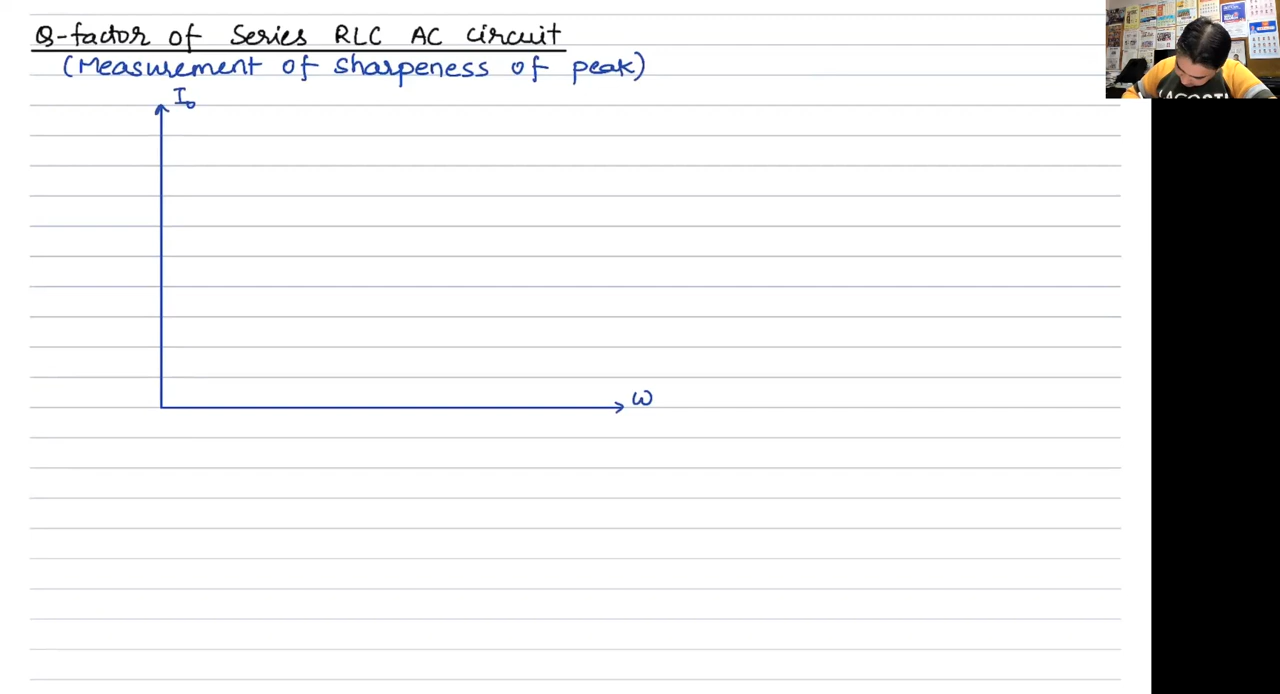 Q-factor of Series RLC AC circuit
(Measurement of sharpeness of peak)
I₀
ω